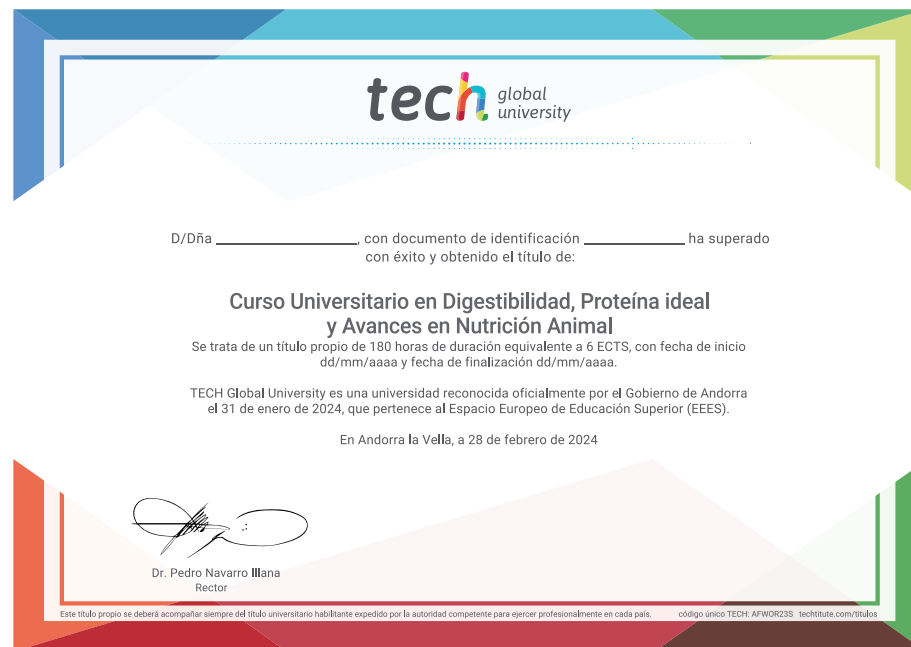 tech global university
D/Dña ____________________, con documento de identificación ______________ ha superado
con éxito y obtenido el título de:
Curso Universitario en Digestibilidad, Proteína ideal
y Avances en Nutrición Animal
Se trata de un título propio de 180 horas de duración equivalente a 6 ECTS, con fecha de inicio
dd/mm/aaaa y fecha de finalización dd/mm/aaaa.
TECH Global University es una universidad reconocida oficialmente por el Gobierno de Andorra
el 31 de enero de 2024, que pertenece al Espacio Europeo de Educación Superior (EEES).
En Andorra la Vella, a 28 de febrero de 2024
Dr. Pedro Navarro Illana
Rector
Este título propio se deberá acompañar siempre del título universitario habilitante expedido por la autoridad competente para ejercer profesionalmente en cada país. código único TECH: AFWOR23S techtitute.com/titulos